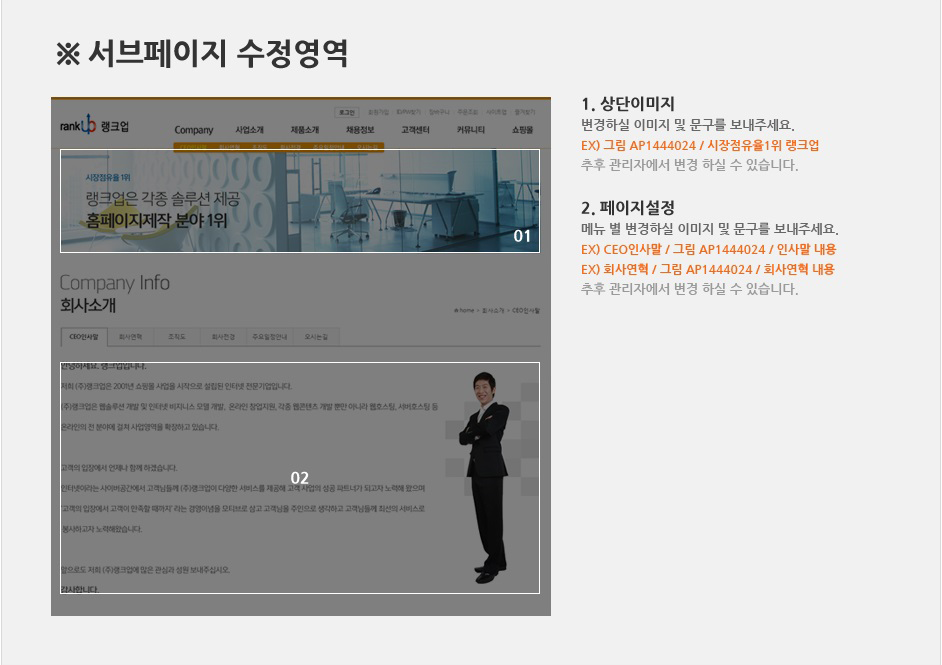 ※ 서브페이지 수정영역
rankUp 랭크업
로그인
Company 사업소개 제품소개 채용정보 고객센터 커뮤니티 쇼핑몰
시장점유율 1위
랭크업은 각종 솔루션 제공
홈페이지제작 분야 1위
01
Company Info
회사소개
home > 회사소개 > CEO인사말
CEO인사말 회사연혁 조직도 회사전경 주요일정안내 오시는길
안녕하세요. 랭크업입니다.
저희 (주)랭크업은 2001년 쇼핑몰 사업을 시작으로 설립된 인터넷 전문기업입니다.
(주)랭크업은 웹솔루션 개발 및 인터넷 비지니스 모델 개발, 온라인 창업지원, 각종 웹콘텐츠 개발 뿐만 아니라 웹호스팅, 서버호스팅 등
온라인의 전 분야에 걸쳐 사업영역을 확장하고 있습니다.
고객의 입장에서 언제나 함께 하겠습니다.
02
인터넷이라는 사이버공간에서 고객님들께 (주)랭크업이 다양한 서비스를 제공해 고객 사업의 성공 파트너가 되고자 노력해 왔으며
'고객의 입장에서 고객이 만족할 때까지' 라는 경영이념을 모티브로 삼고 고객님을 주인으로 생각하고 고객님들께 최선의 서비스로
봉사하고자 노력해왔습니다.
앞으로도 저희 (주)랭크업에 많은 관심과 성원 보내주십시오.
감사합니다.
1. 상단이미지
변경하실 이미지 및 문구를 보내주세요.
EX) 그림 AP1444024 / 시장점유율1위 랭크업
추후 관리자에서 변경 하실 수 있습니다.
2. 페이지설정
메뉴 별 변경하실 이미지 및 문구를 보내주세요.
EX) CEO인사말 / 그림 AP1444024 / 인사말 내용
EX) 회사연혁 / 그림 AP1444024 / 회사연혁 내용
추후 관리자에서 변경 하실 수 있습니다.